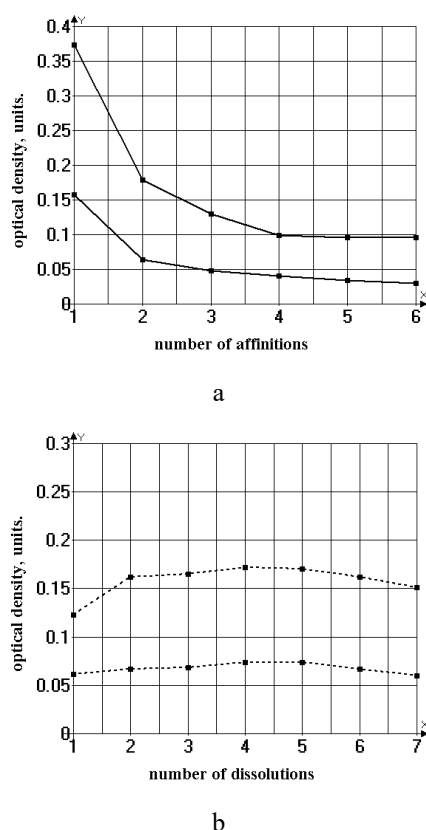 Y
0.4
0.35
0.3
0.25
0.2
0.15
0.1
0.05
0
optical density, units.
X
1 2 3 4 5 6
number of affinitions
a
Y
0.3
0.25
0.2
0.15
0.1
0.05
0
optical density, units.
X
1 2 3 4 5 6 7
number of dissolutions
b